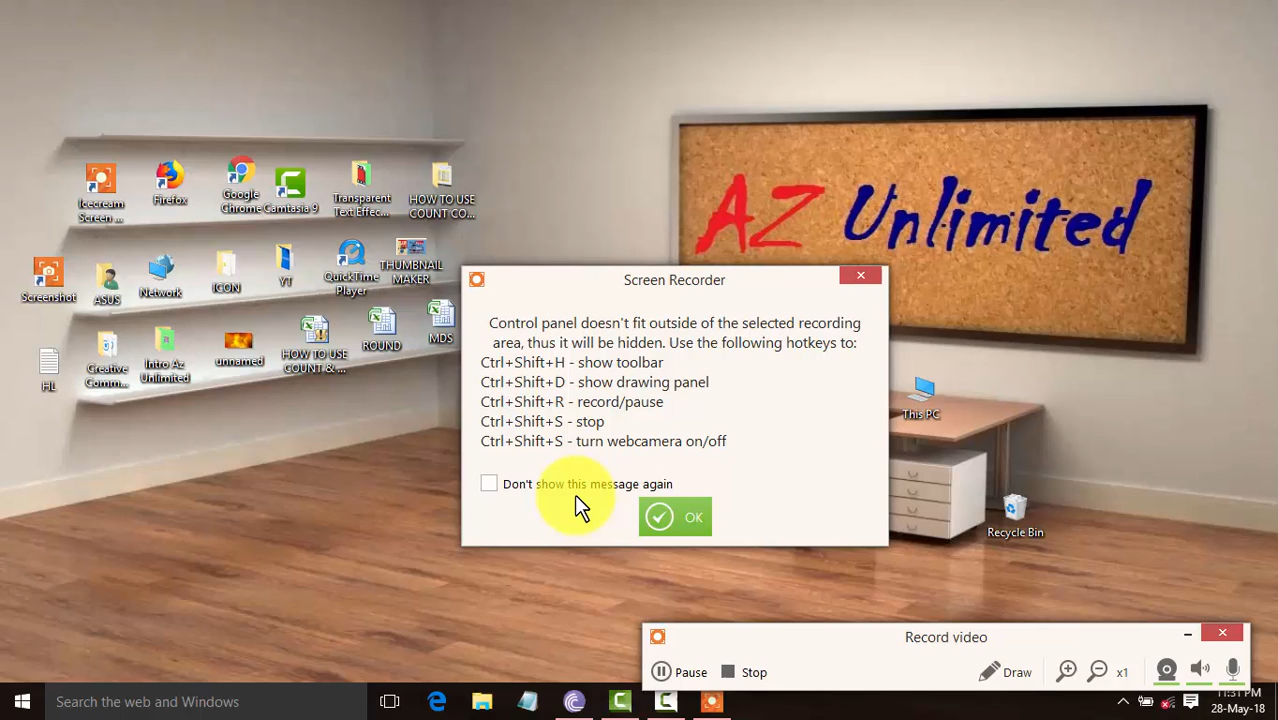 AZ Unlimited
Icecream
Screen ...
Firefox
Google
Chrome
Camtasia 9
Transparent
Text Effec...
HOW TO USE
COUNT CO...
Screenshot
ASUS
Network
ICON
YT
QuickTime
Player
THUMBNAIL
MAKER
HL
Creative
Comm...
Intro Az
Unlimited
unnamed
HOW TO USE
COUNT & ...
ROUND
MDS
Screen Recorder
Control panel doesn't fit outside of the selected recording
area, thus it will be hidden. Use the following hotkeys to:
Ctrl+Shift+H - show toolbar
Ctrl+Shift+D - show drawing panel
Ctrl+Shift+R - record/pause
Ctrl+Shift+S - stop
Ctrl+Shift+S - turn webcamera on/off
Don't show this message again
OK
This PC
Recycle Bin
Record video
Pause
Stop
Draw
x1
Search the web and Windows
11:31 PM
28-May-18